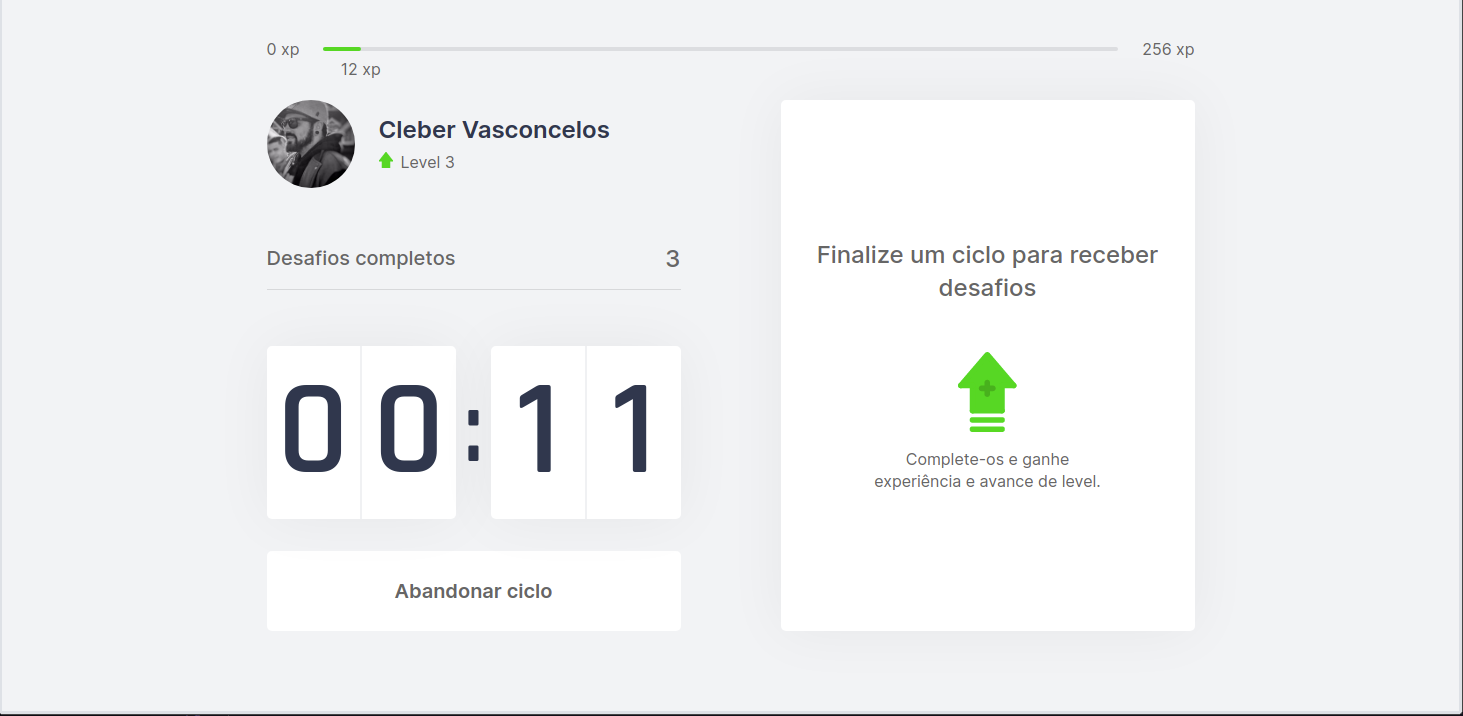 0 xp
256 xp
12 xp
Cleber Vasconcelos
Level 3
Desafios completos 3
00:11
Abandonar ciclo
Finalize um ciclo para receber
desafios
Complete-os e ganhe
experiência e avance de level.